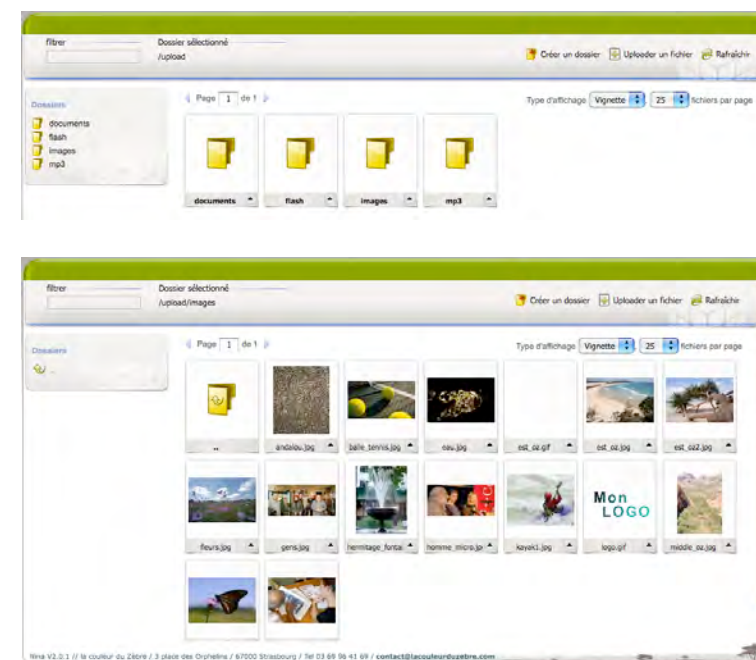 filtrer Dossier sélectionné
/upload Créer un dossier Uploader un fichier Rafraîchir
Page 1 de 1 Type d'affichage Vignette 25 fichiers par page
Dossiers
documents
flash
images
mp3
documents flash images mp3
filtrer Dossier sélectionné
/upload/images Créer un dossier Uploader un fichier Rafraîchir
Page 1 de 1 Type d'affichage Vignette 25 fichiers par page
Dossiers
..
.. andalou.jpg balle_tennis.jpg eau.jpg est_oz.gif est_oz.jpg est_oz2.jpg
Mon
LOGO
fleurs.jpg gens.jpg hermitage_fontai homme_micro.jp kayak1.jpg logo.gif middle_oz.jpg
Nina V2.0.1 // la couleur du Zèbre / 3 place des Orphelins / 67000 Strasbourg / Tel 03 69 96 41 69 / contact@lacouleurduzebre.com